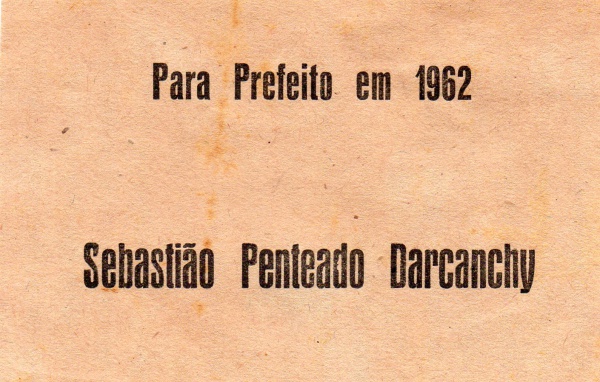 Para Prefeito em 1962
Sebastião Penteado Darcanchy